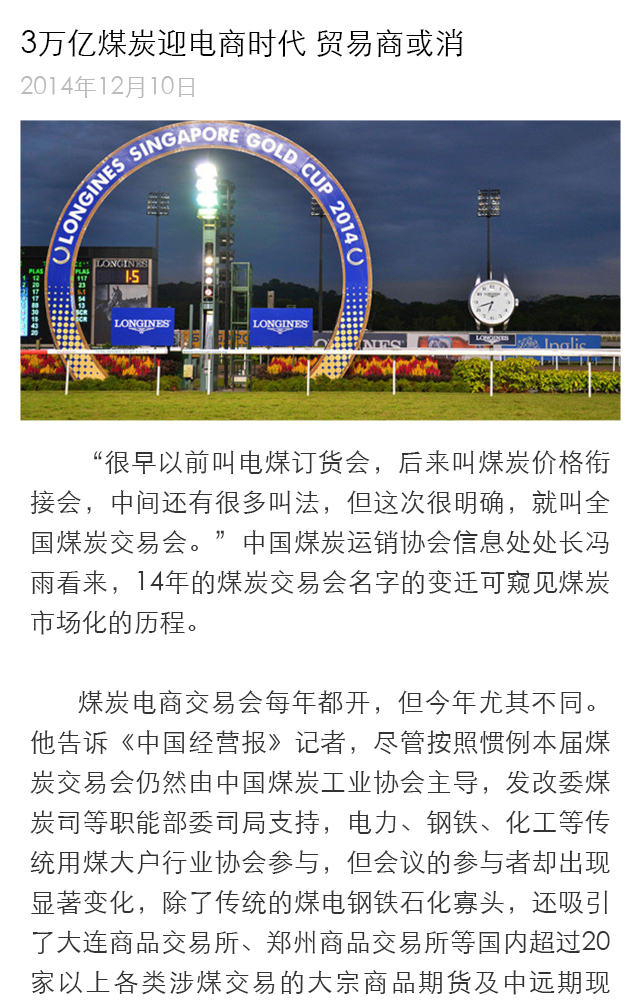 3万亿煤炭迎电商时代 贸易商或消
2014年12月10日
LONGINES SINGAPORE GOLD CUP 2014
LONGINES
1:5
PLAS
PLAS
12
117
20
23
LONGINES
LONGINES
LONGINES
LONGINES
Inglis
“很早以前叫电煤订货会，后来叫煤炭价格衔
接会，中间还有很多叫法，但这次很明确，就叫全
国煤炭交易会。”中国煤炭运销协会信息处处长冯
雨看来，14年的煤炭交易会名字的变迁可窥见煤炭
市场化的历程。
煤炭电商交易会每年都开，但今年尤其不同。
他告诉《中国经营报》记者，尽管按照惯例本届煤
炭交易会仍然由中国煤炭工业协会主导，发改委煤
炭司等职能部委司局支持，电力、钢铁、化工等传
统用煤大户行业协会参与，但会议的参与者却出现
显著变化，除了传统的煤电钢铁石化寡头，还吸引
了大连商品交易所、郑州商品交易所等国内超过20
家以上各类涉煤交易的大宗商品期货及中远期现